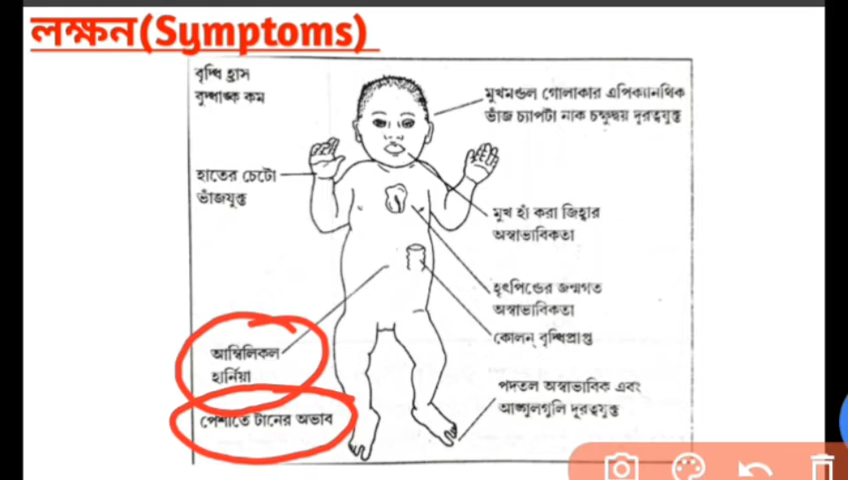 লক্ষন(Symptoms)
বৃদ্ধি হ্রাস
বুদ্ধাঙ্ক কম
মুখমন্ডল গোলাকার এপিক্যানথিক
ভাঁজ চ্যাপটা নাক চক্ষুদ্বয় দূরত্বযুক্ত
হাতের চেটো
ভাঁজযুক্ত
মুখ হাঁ করা জিহ্বার
অস্বাভাবিকতা
হৃৎপিন্ডের জন্মগত
অস্বাভাবিকতা
কোলন্ বৃদ্ধিপ্রাপ্ত
আম্বিলিকল
হার্নিয়া
পদতল অস্বাভাবিক এবং
আঙ্গুলগুলি দূরত্বযুক্ত
পেশীতে টানের অভাব